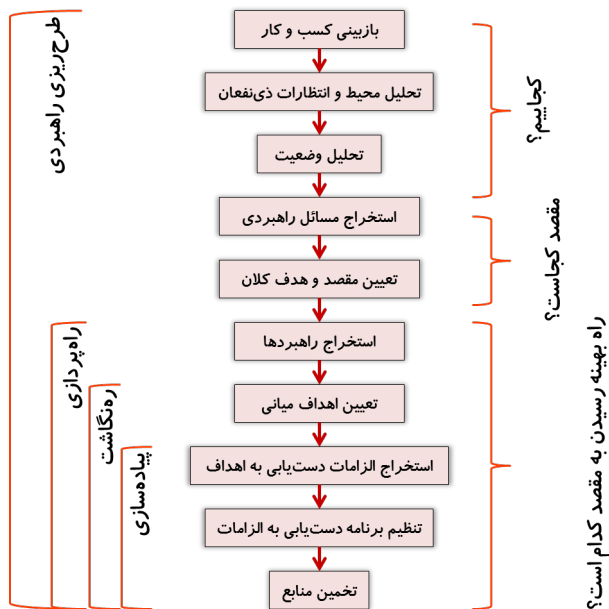 بازبینی کسب و کار
تحلیل محیط و انتظارات ذی‌نفعان
تحلیل وضعیت
استخراج مسائل راهبردی
تعیین مقصد و هدف کلان
استخراج راهبردها
تعیین اهداف میانی
استخراج الزامات دست‌یابی به اهداف
تنظیم برنامه دست‌یابی به الزامات
تخمین منابع
کجاییم؟
مقصد کجاست؟
راه بهینه رسیدن به مقصد کدام است؟
طرح‌ریزی راهبردی
راه‌پردازی
ره‌نگاشت
پیاده‌سازی